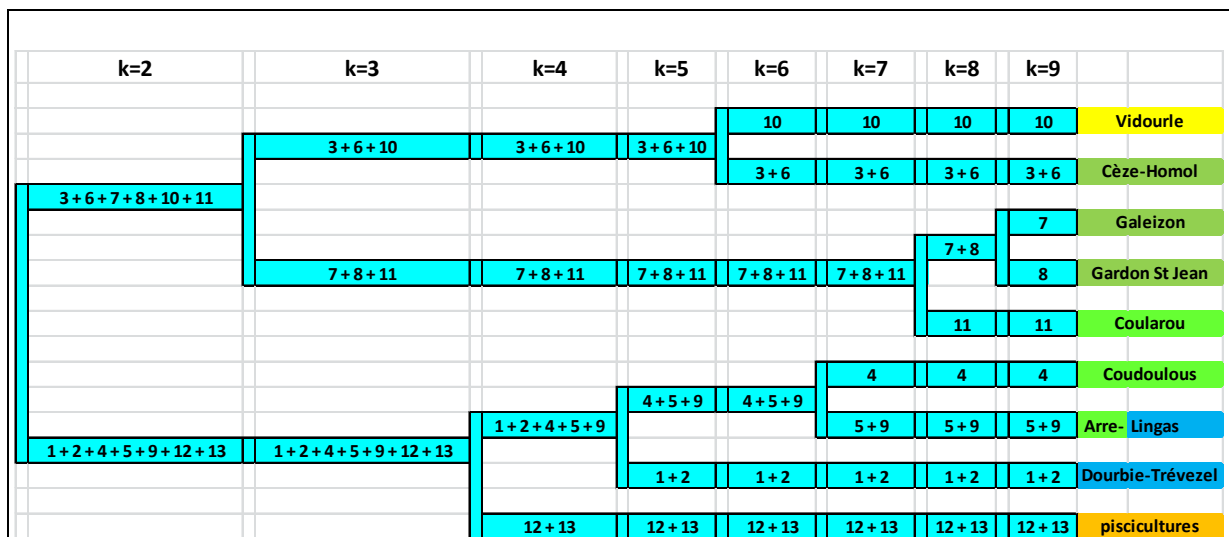 k=2 k=3 k=4 k=5 k=6 k=7 k=8 k=9
10 10 10 10 Vidourle
3 + 6 + 10 3 + 6 + 10 3 + 6 + 10
3 + 6 3 + 6 3 + 6 3 + 6 Cèze-Homol
3 + 6 + 7 + 8 + 10 + 11
7 Galeizon
7 + 8
7 + 8 + 11 7 + 8 + 11 7 + 8 + 11 7 + 8 + 11 7 + 8 + 11 8 Gardon St Jean
11 11 Coularou
4 4 4 Coudoulous
4 + 5 + 9 4 + 5 + 9
1 + 2 + 4 + 5 + 9 5 + 9 5 + 9 5 + 9 Arre- Lingas
1 + 2 + 4 + 5 + 9 + 12 + 13 1 + 2 + 4 + 5 + 9 + 12 + 13
1 + 2 1 + 2 1 + 2 1 + 2 1 + 2 Dourbie-Trévezel
12 + 13 12 + 13 12 + 13 12 + 13 12 + 13 12 + 13 piscicultures